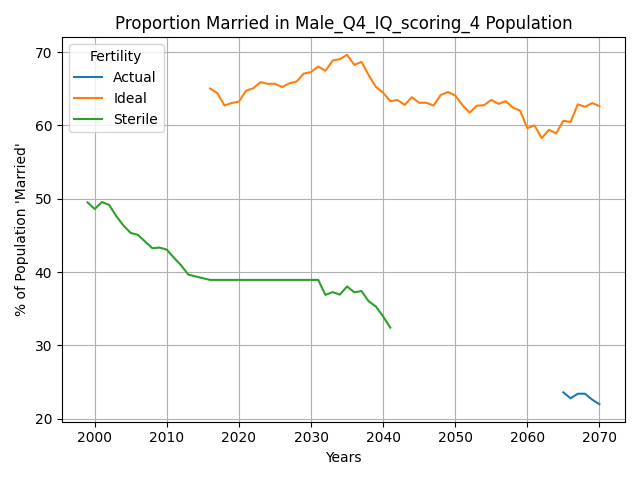 Proportion Married in Male_Q4_IQ_scoring_4 Population
Fertility
Actual
Ideal
Sterile
% of Population 'Married'
70
60
50
40
30
20
2000 2010 2020 2030 2040 2050 2060 2070
Years